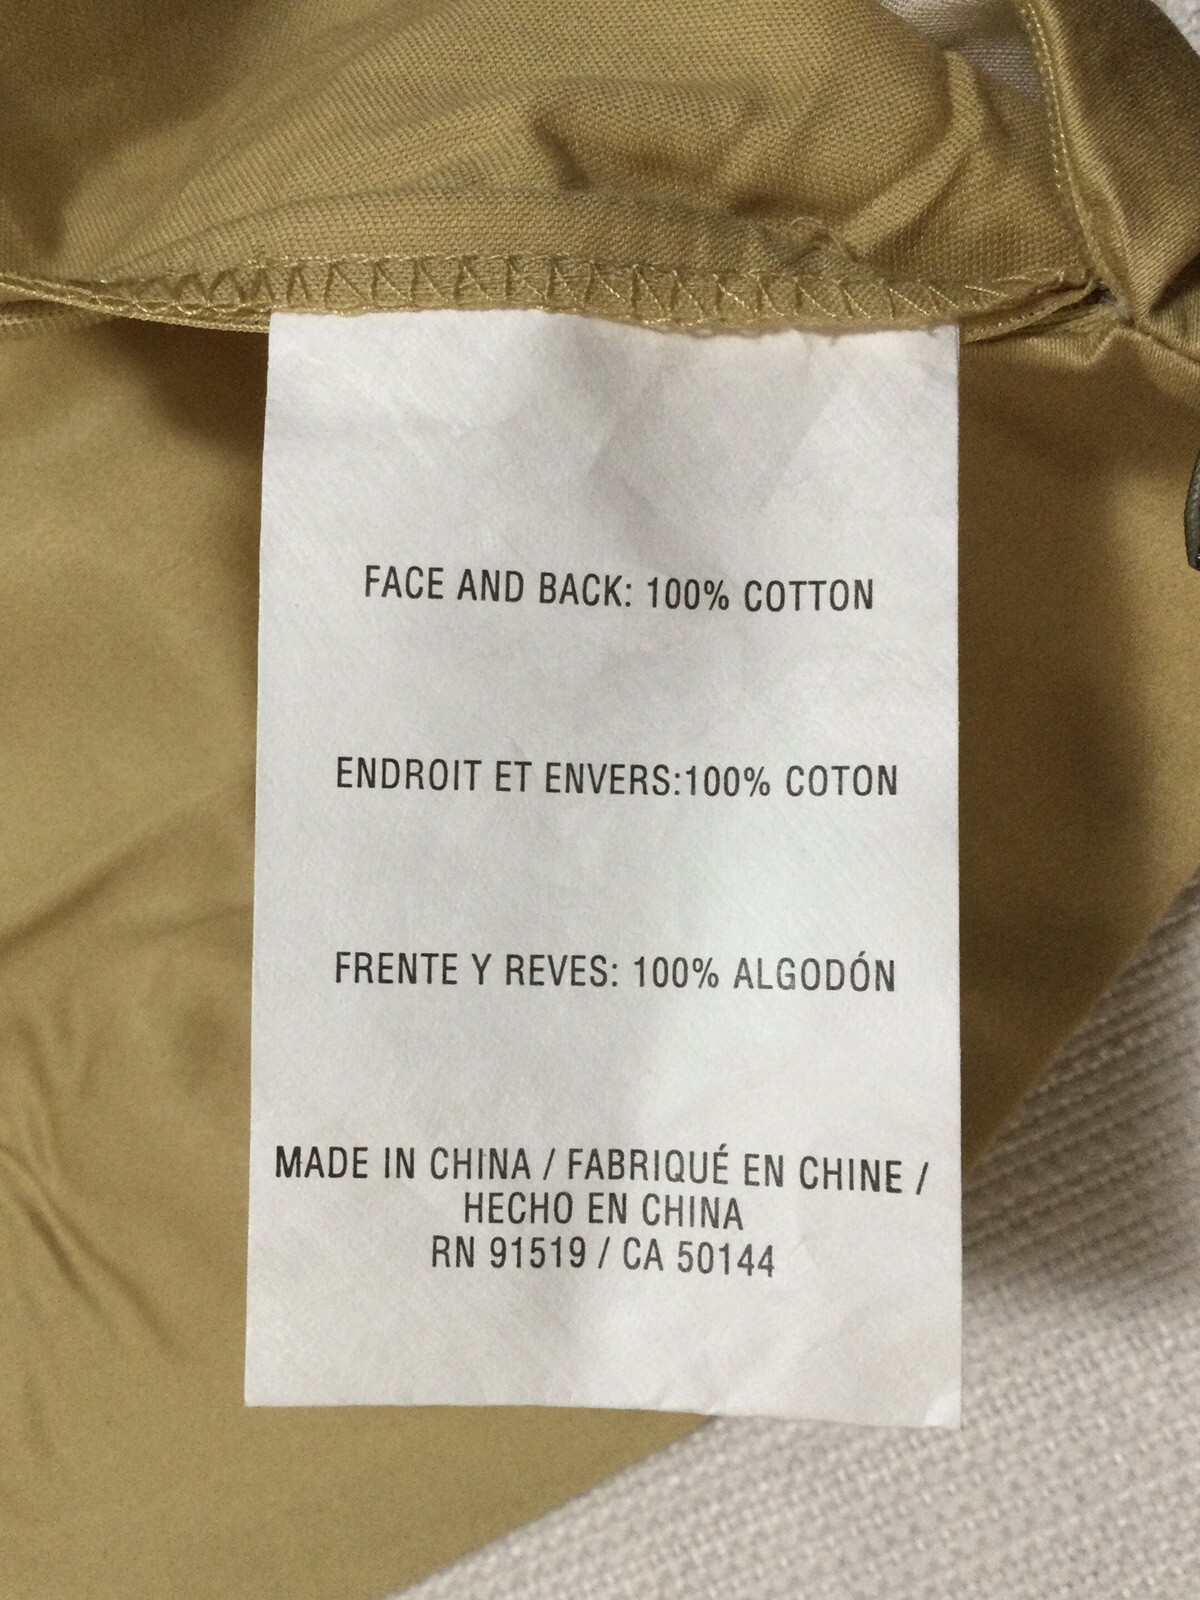 FACE AND BACK: 100% COTTON
ENDROIT ET ENVERS:100% COTON
FRENTE Y REVES: 100% ALGODÓN
MADE IN CHINA / FABRIQUÉ EN CHINE /
HECHO EN CHINA
RN 91519 / CA 50144